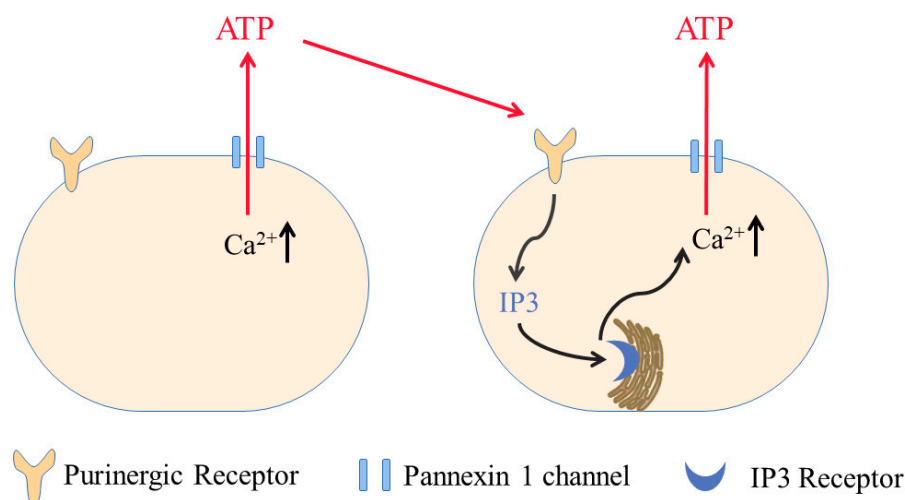 ATP
ATP
Ca²⁺
Ca²⁺
IP3
Purinergic Receptor
Pannexin 1 channel
IP3 Receptor